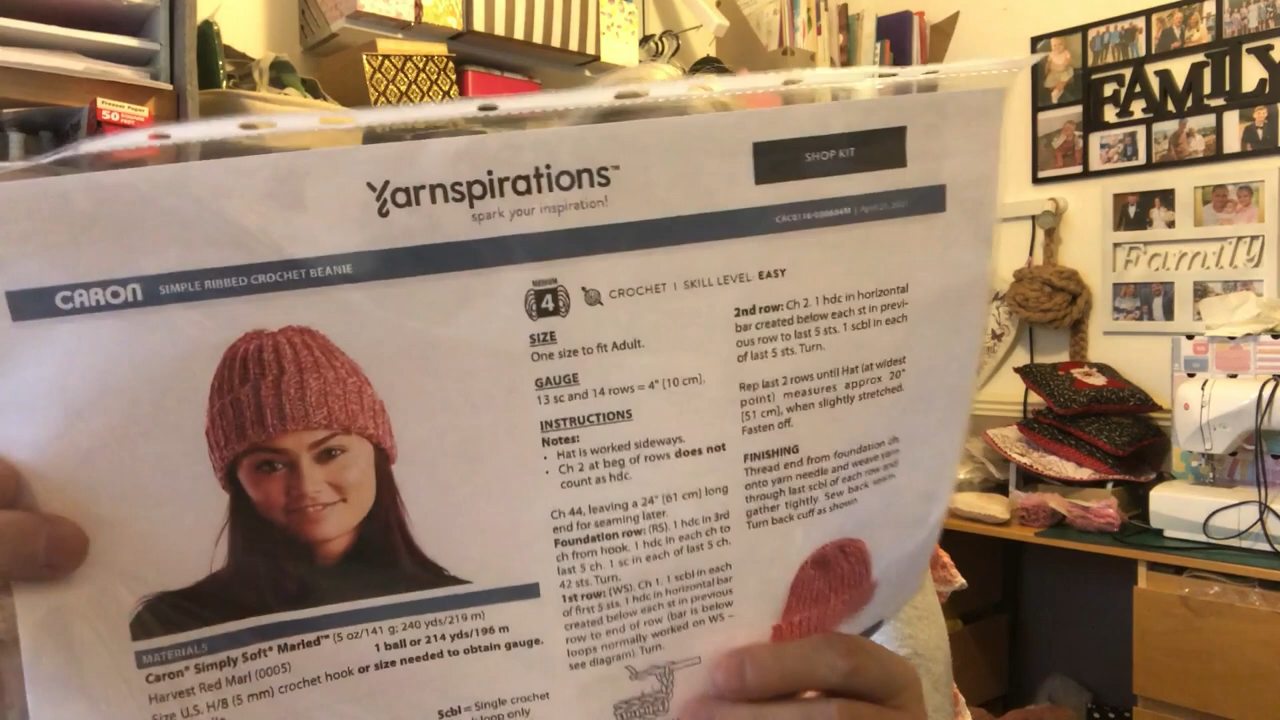 Freezer Paper
50
FAMILY
Family
Yarnspirations™
spark your inspiration!
SHOP KIT
CARON SIMPLE RIBBED CROCHET BEANIE
MEDIUM
4
CROCHET | SKILL LEVEL: EASY
SIZE
One size to fit Adult.
GAUGE
13 sc and 14 rows = 4" [10 cm].
INSTRUCTIONS
Notes:
• Hat is worked sideways.
• Ch 2 at beg of rows does not
count as hdc.
Ch 44, leaving a 24" [61 cm] long
end for seaming later.
Foundation row: (RS). 1 hdc in 3rd
ch from hook. 1 hdc in each ch to
last 5 ch. 1 sc in each of last 5 ch.
42 sts. Turn.
1st row: (WS). Ch 1. 1 scbl in each
of first 5 sts. 1 hdc in horizontal bar
created below each st in previous
row to end of row (bar is below
loops normally worked on WS –
see diagram). Turn.
2nd row: Ch 2. 1 hdc in horizontal
bar created below each st in previ-
ous row to last 5 sts. 1 scbl in each
of last 5 sts. Turn.
Rep last 2 rows until Hat (at widest
point) measures approx 20"
[51 cm], when slightly stretched.
Fasten off.
FINISHING
Thread end from foundation ch
onto yarn needle and weave yarn
through last scbl of each row and
gather tightly. Sew back seam.
Turn back cuff as shown.
MATERIALS
Caron® Simply Soft® Marled™ (5 oz/141 g; 240 yds/219 m)
Harvest Red Marl (0005) 1 ball or 214 yds/196 m
Size U.S. H/8 (5 mm) crochet hook or size needed to obtain gauge.
Scbl = Single crochet
loop only